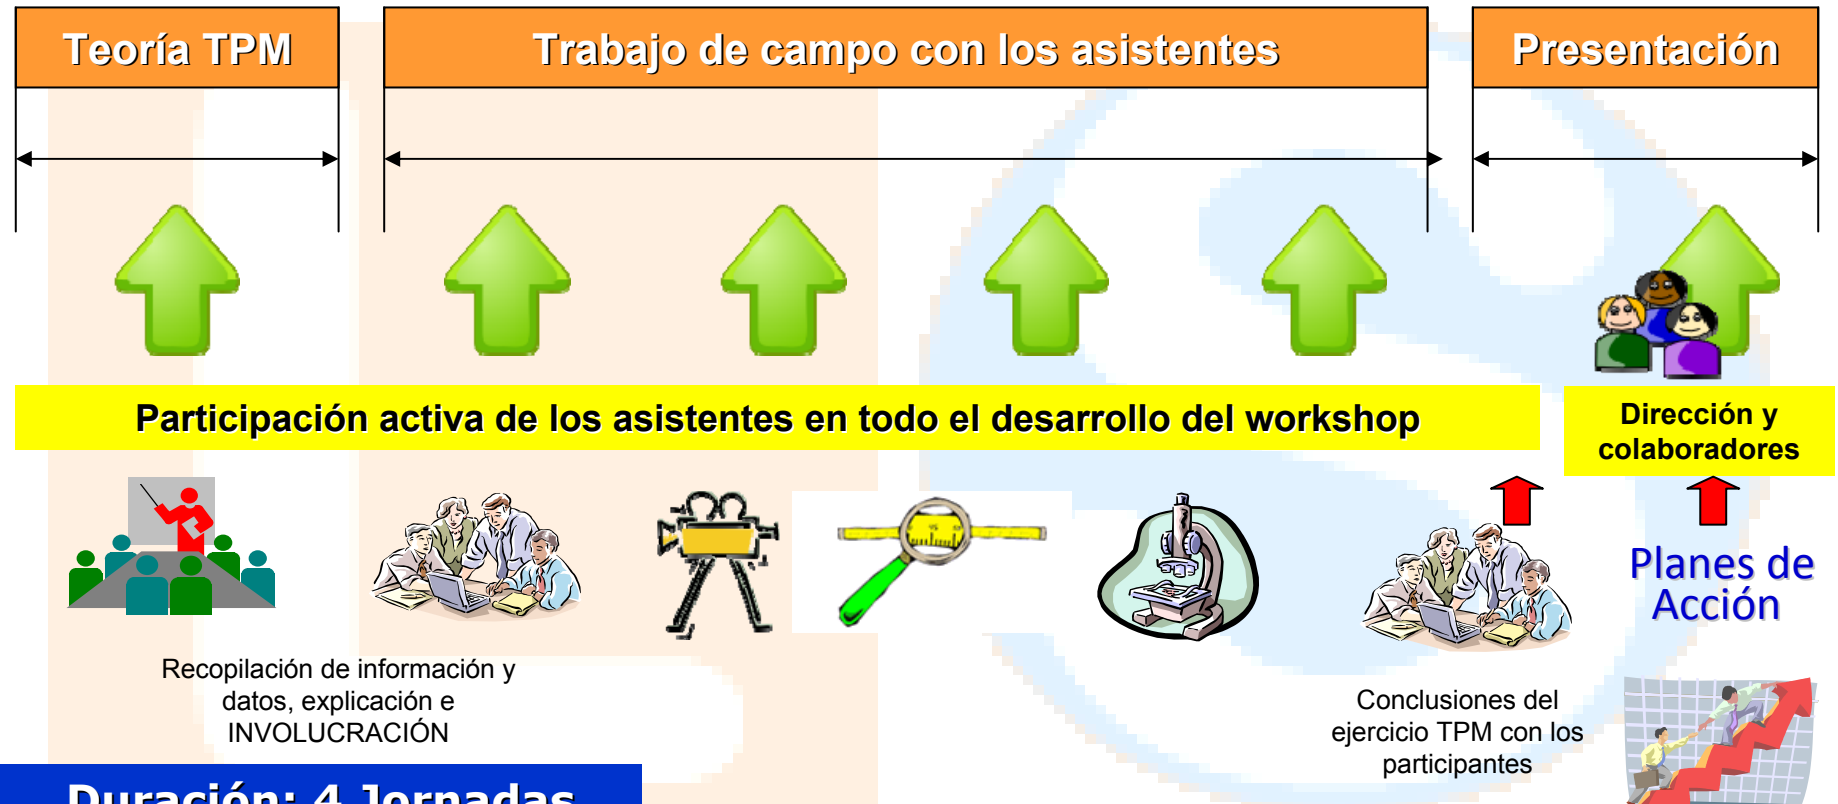 Teoría TPM
Trabajo de campo con los asistentes
Presentación
Participación activa de los asistentes en todo el desarrollo del workshop
Dirección y
colaboradores
Planes de
Acción
Recopilación de información y
datos, explicación e
INVOLUCRACIÓN
Conclusiones del
ejercicio TPM con los
participantes
Duración: 4 Jornadas